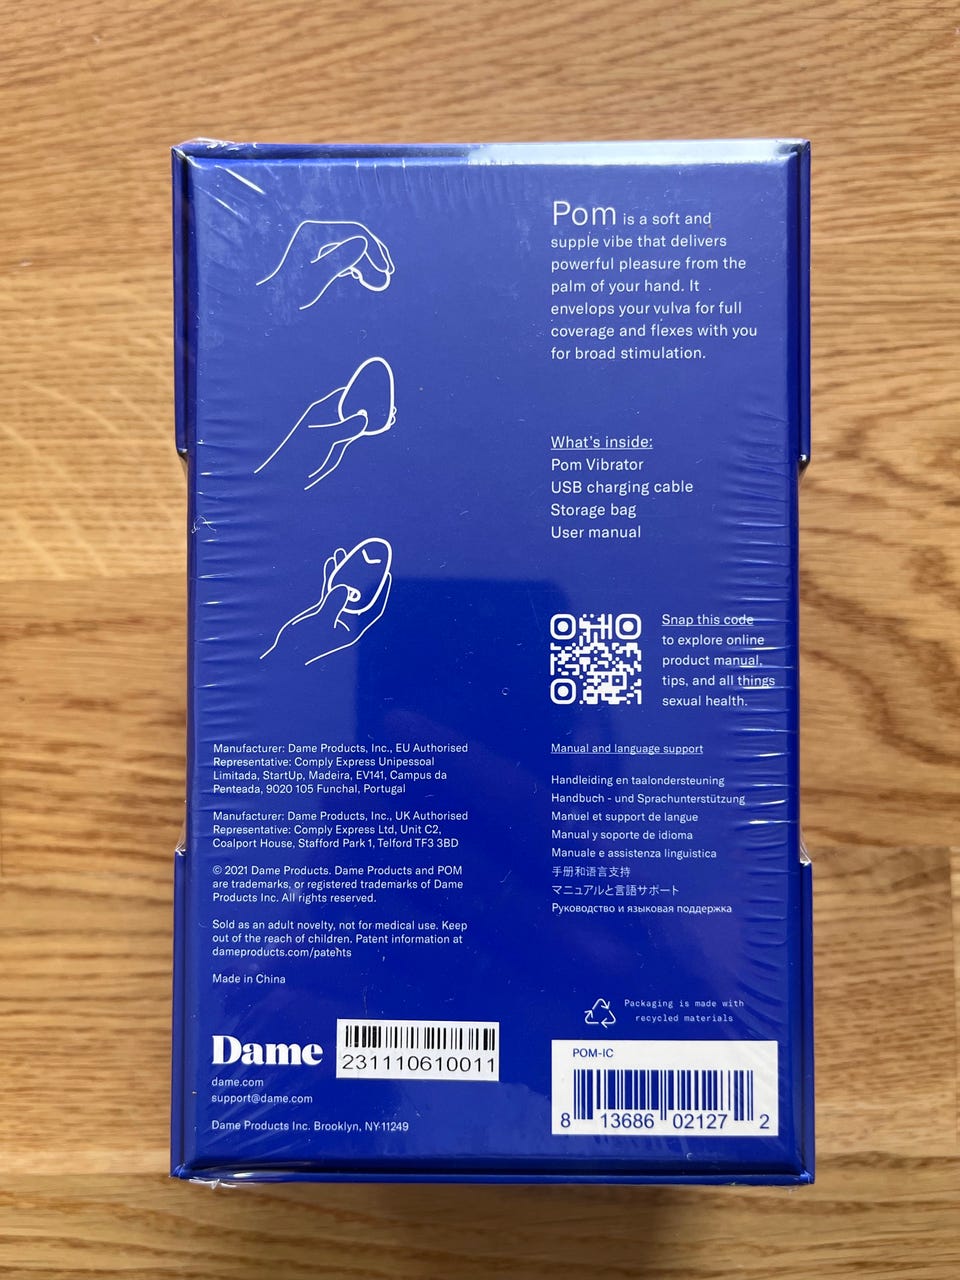 Pom is a soft and
supple vibe that delivers
powerful pleasure from the
palm of your hand. It
envelops your vulva for full
coverage and flexes with you
for broad stimulation.
What's inside:
Pom Vibrator
USB charging cable
Storage bag
User manual
Snap this code
to explore online
product manual,
tips, and all things
sexual health.
Manufacturer: Dame Products, Inc., EU Authorised
Representative: Comply Express Unipessoal
Limitada, StartUp, Madeira, EV141, Campus da
Penteada, 9020 105 Funchal, Portugal
Manufacturer: Dame Products, Inc., UK Authorised
Representative: Comply Express Ltd, Unit C2,
Coalport House, Stafford Park 1, Telford TF3 3BD
© 2021 Dame Products. Dame Products and POM
are trademarks, or registered trademarks of Dame
Products Inc. All rights reserved.
Sold as an adult novelty, not for medical use. Keep
out of the reach of children. Patent information at
dameproducts.com/patents
Made in China
Manual and language support
Handleiding en taalondersteuning
Handbuch - und Sprachunterstützung
Manuel et support de langue
Manual y soporte de idioma
Manuale e assistenza linguistica
手册和语言支持
マニュアルと言語サポート
Руководство и языковая поддержка
Packaging is made with
recycled materials
Dame
231110610011
dame.com
support@dame.com
Dame Products Inc. Brooklyn, NY 11249
POM-IC
8 13686 02127 2